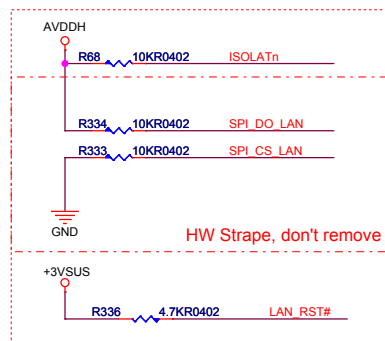 AVDDH
R68 10KR0402 ISOLATn
R334 10KR0402 SPI_DO_LAN
R333 10KR0402 SPI_CS_LAN
GND
HW Strape, don't remove
+3VSUS
R336 4.7KR0402 LAN_RST#